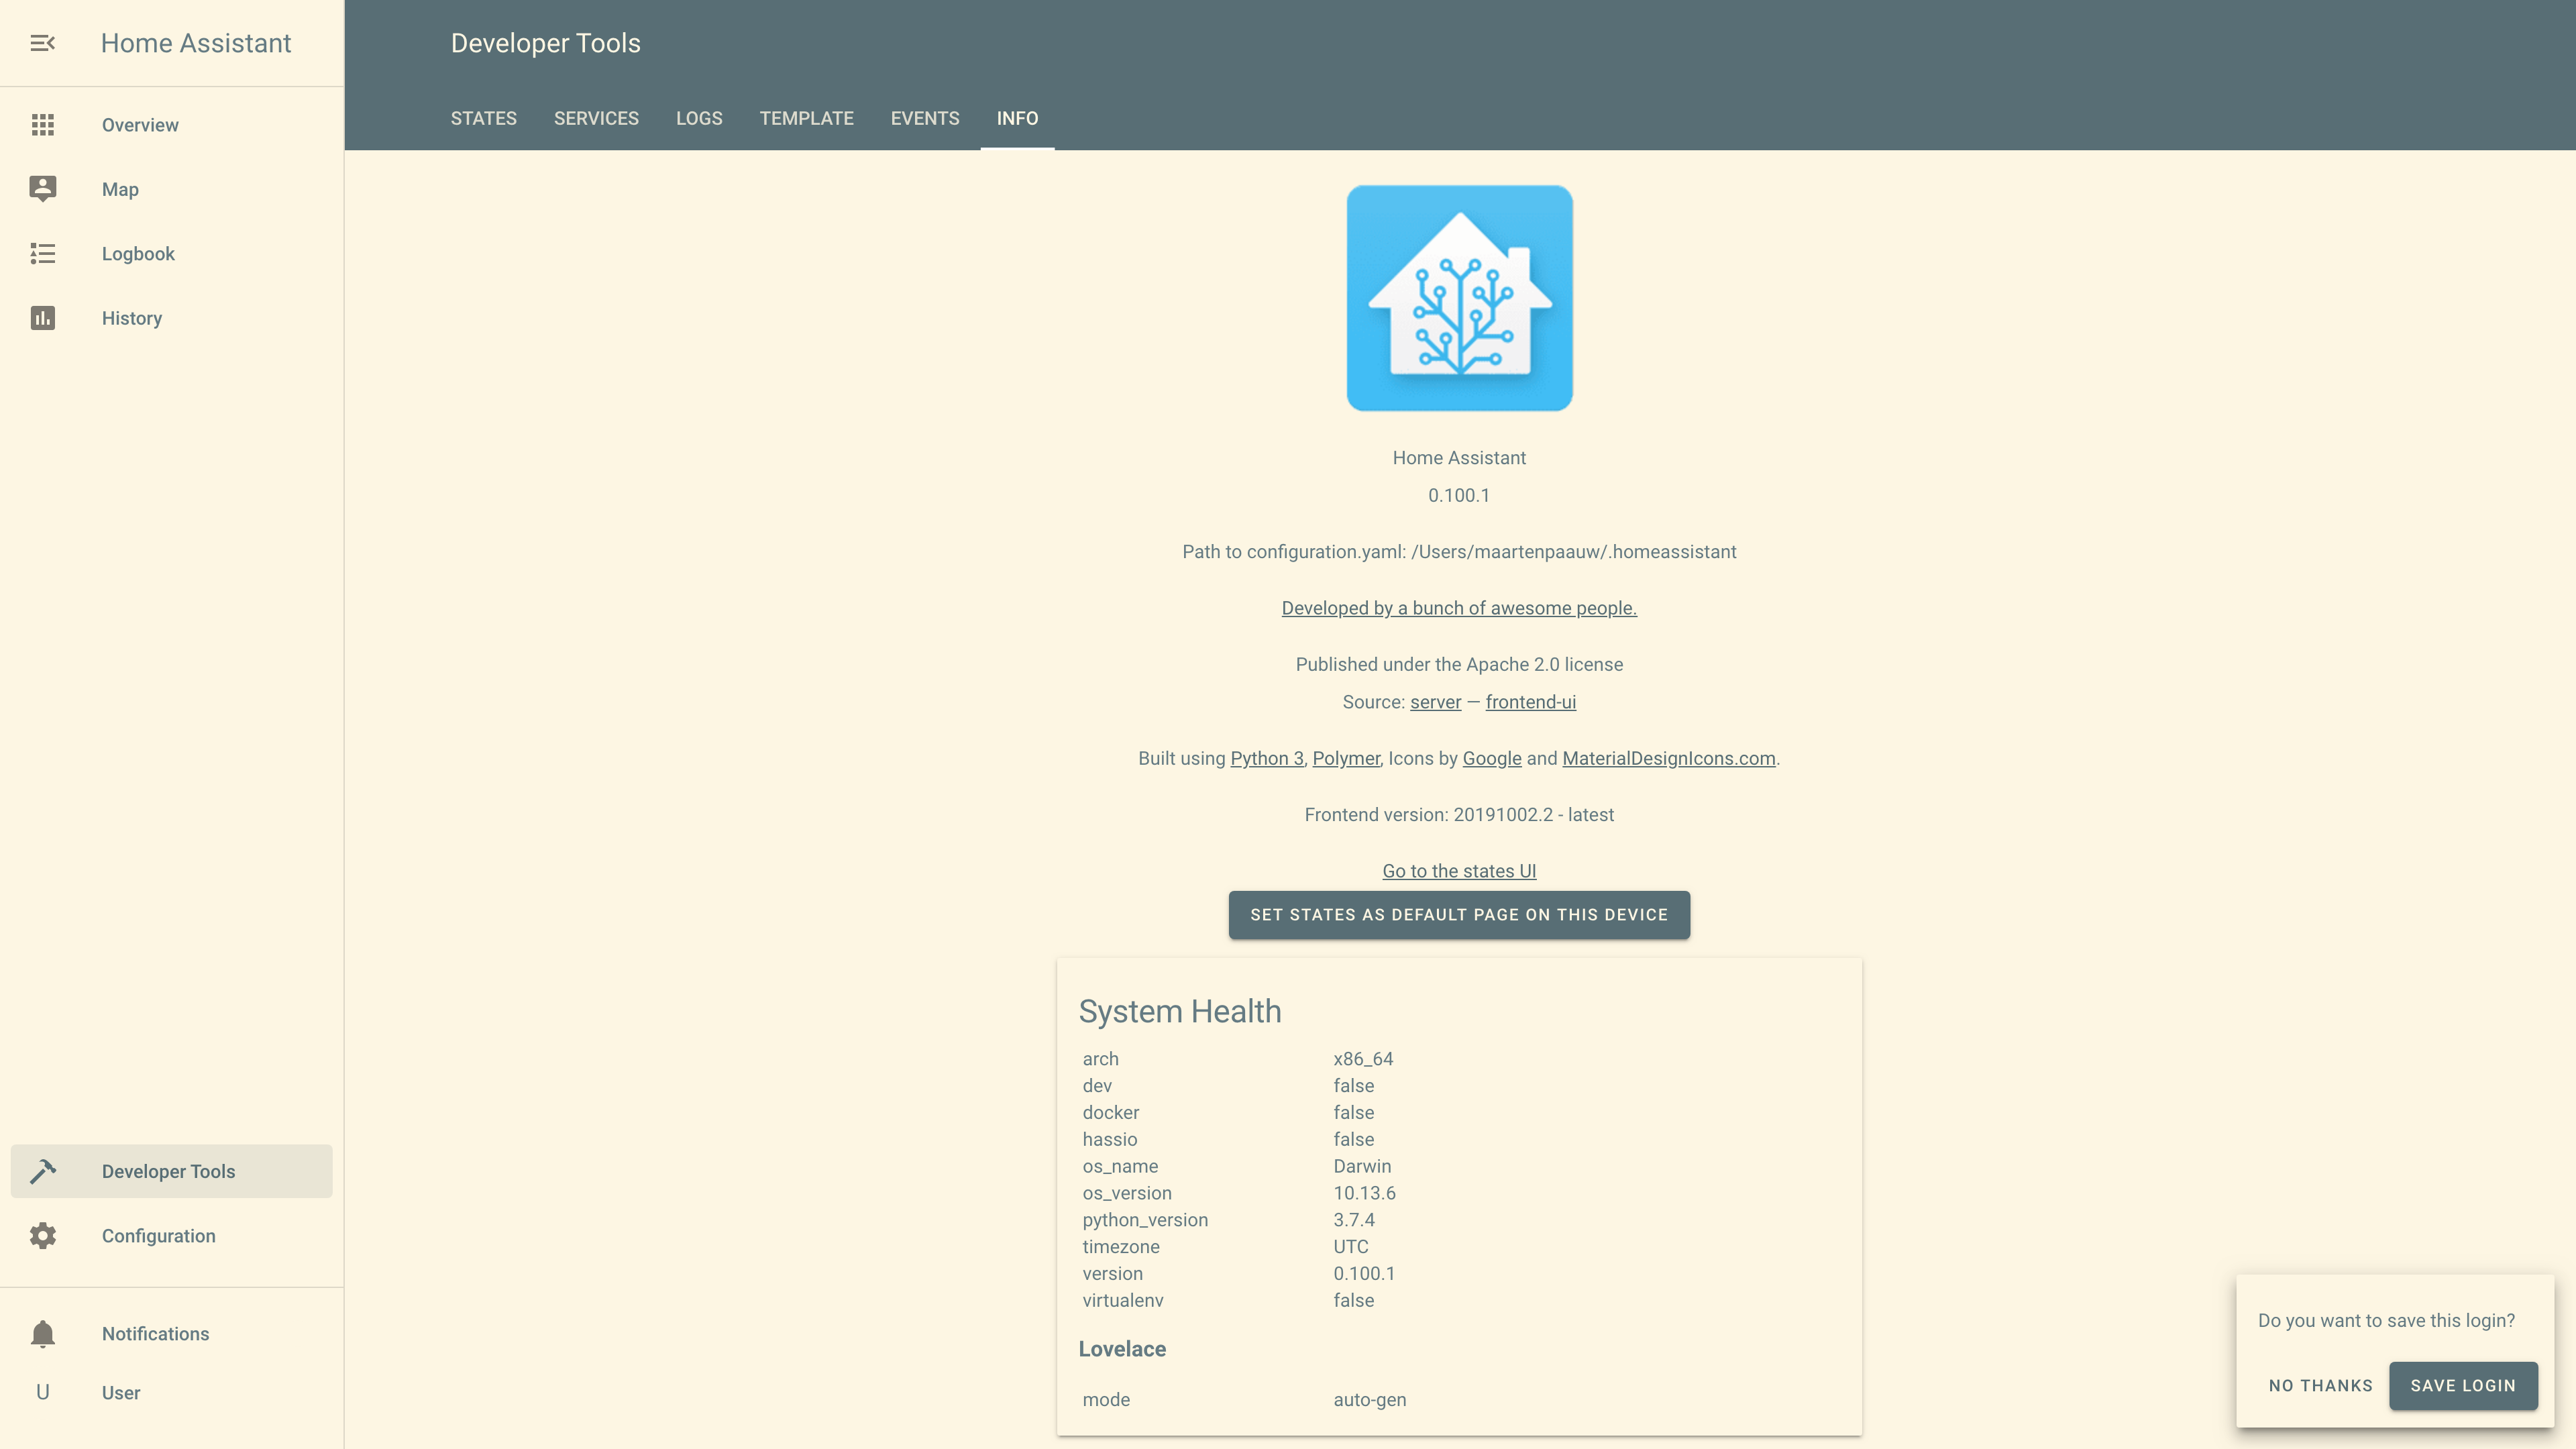 Home Assistant
Overview
Map
Logbook
History
Developer Tools
Configuration
Notifications
U User
Developer Tools
STATES SERVICES LOGS TEMPLATE EVENTS INFO
Home Assistant
0.100.1
Path to configuration.yaml: /Users/maartenpaauw/.homeassistant
Developed by a bunch of awesome people.
Published under the Apache 2.0 license
Source: server — frontend-ui
Built using Python 3, Polymer, Icons by Google and MaterialDesignIcons.com.
Frontend version: 20191002.2 - latest
Go to the states UI
SET STATES AS DEFAULT PAGE ON THIS DEVICE
System Health
arch x86_64
dev false
docker false
hassio false
os_name Darwin
os_version 10.13.6
python_version 3.7.4
timezone UTC
version 0.100.1
virtualenv false
Lovelace
mode auto-gen
Do you want to save this login?
NO THANKS SAVE LOGIN